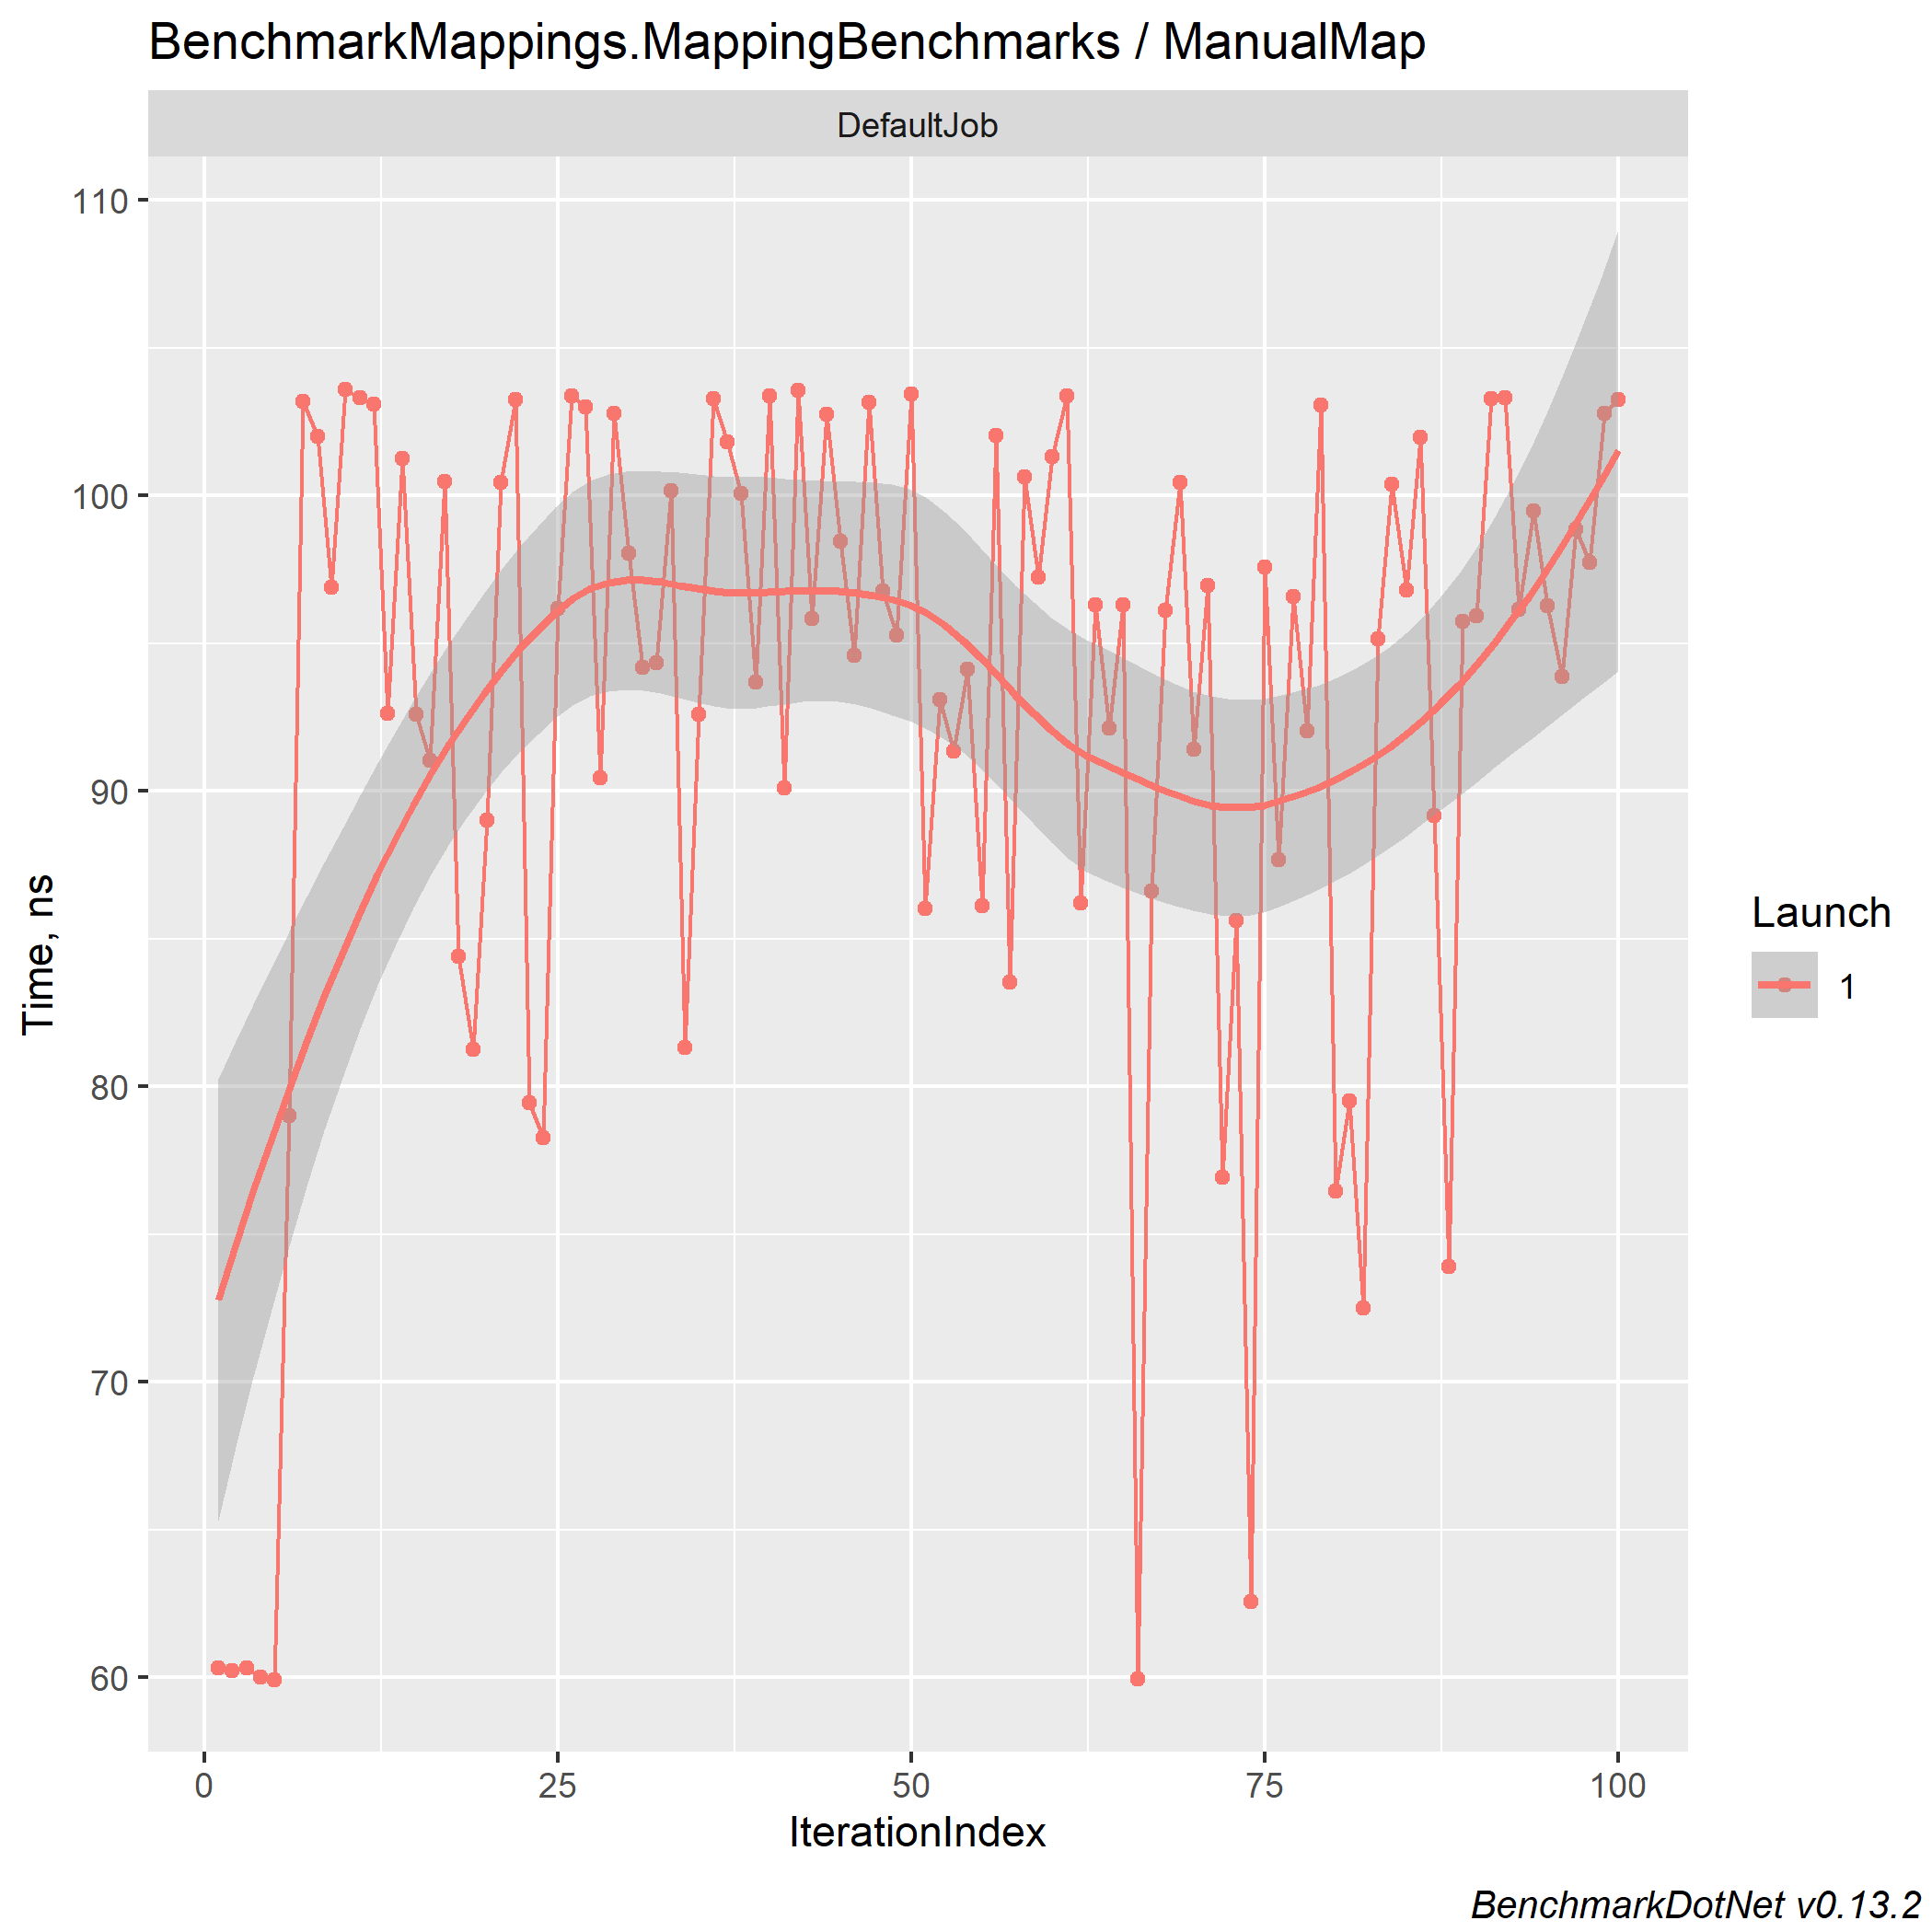 BenchmarkMappings.MappingBenchmarks / ManualMap
DefaultJob
110
100
90
80
70
60
Time, ns
0 25 50 75 100
IterationIndex
Launch
1
BenchmarkDotNet v0.13.2